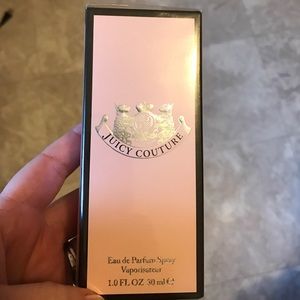 JUICY COUTURE
Eau de Parfum Spray
Vaporisateur
1.0 FL OZ 30 ml ℮